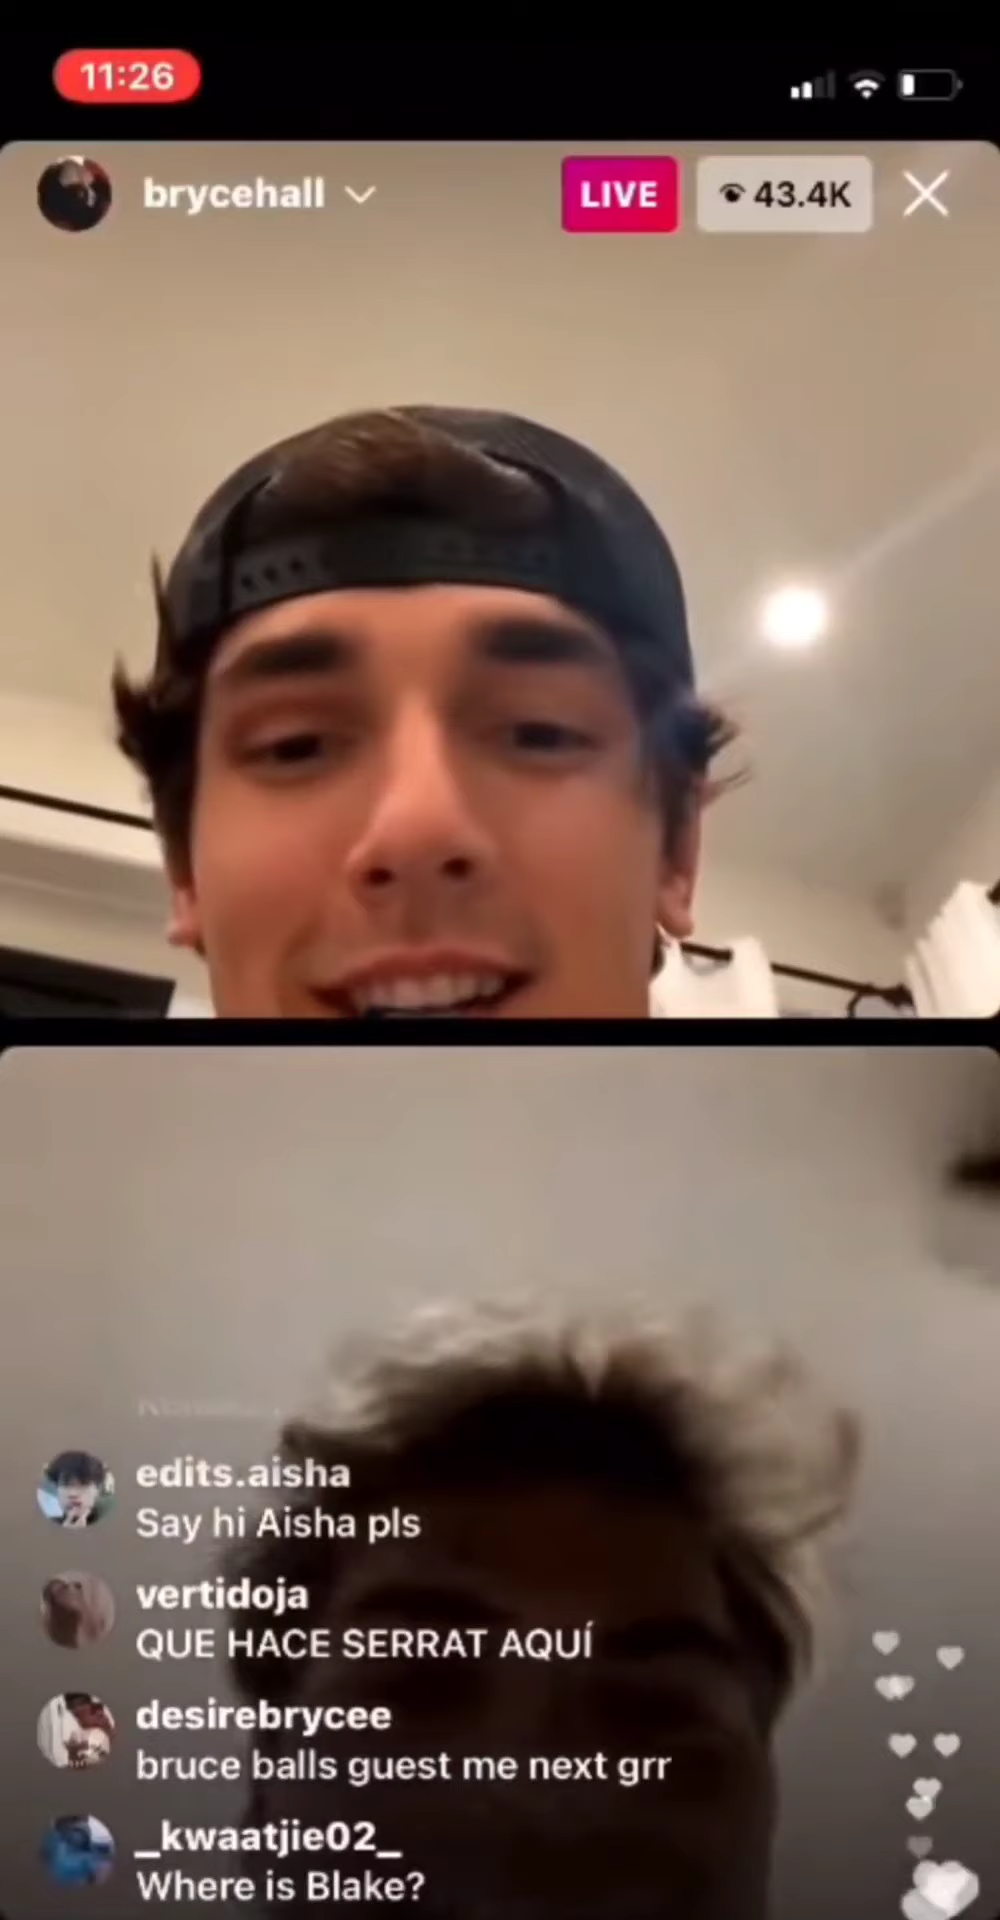 11:26
brycehall
LIVE
43.4K
edits.aisha
Say hi Aisha pls
vertidoja
QUE HACE SERRAT AQUÍ
desirebrycee
bruce balls guest me next grr
_kwaatjie02_
Where is Blake?